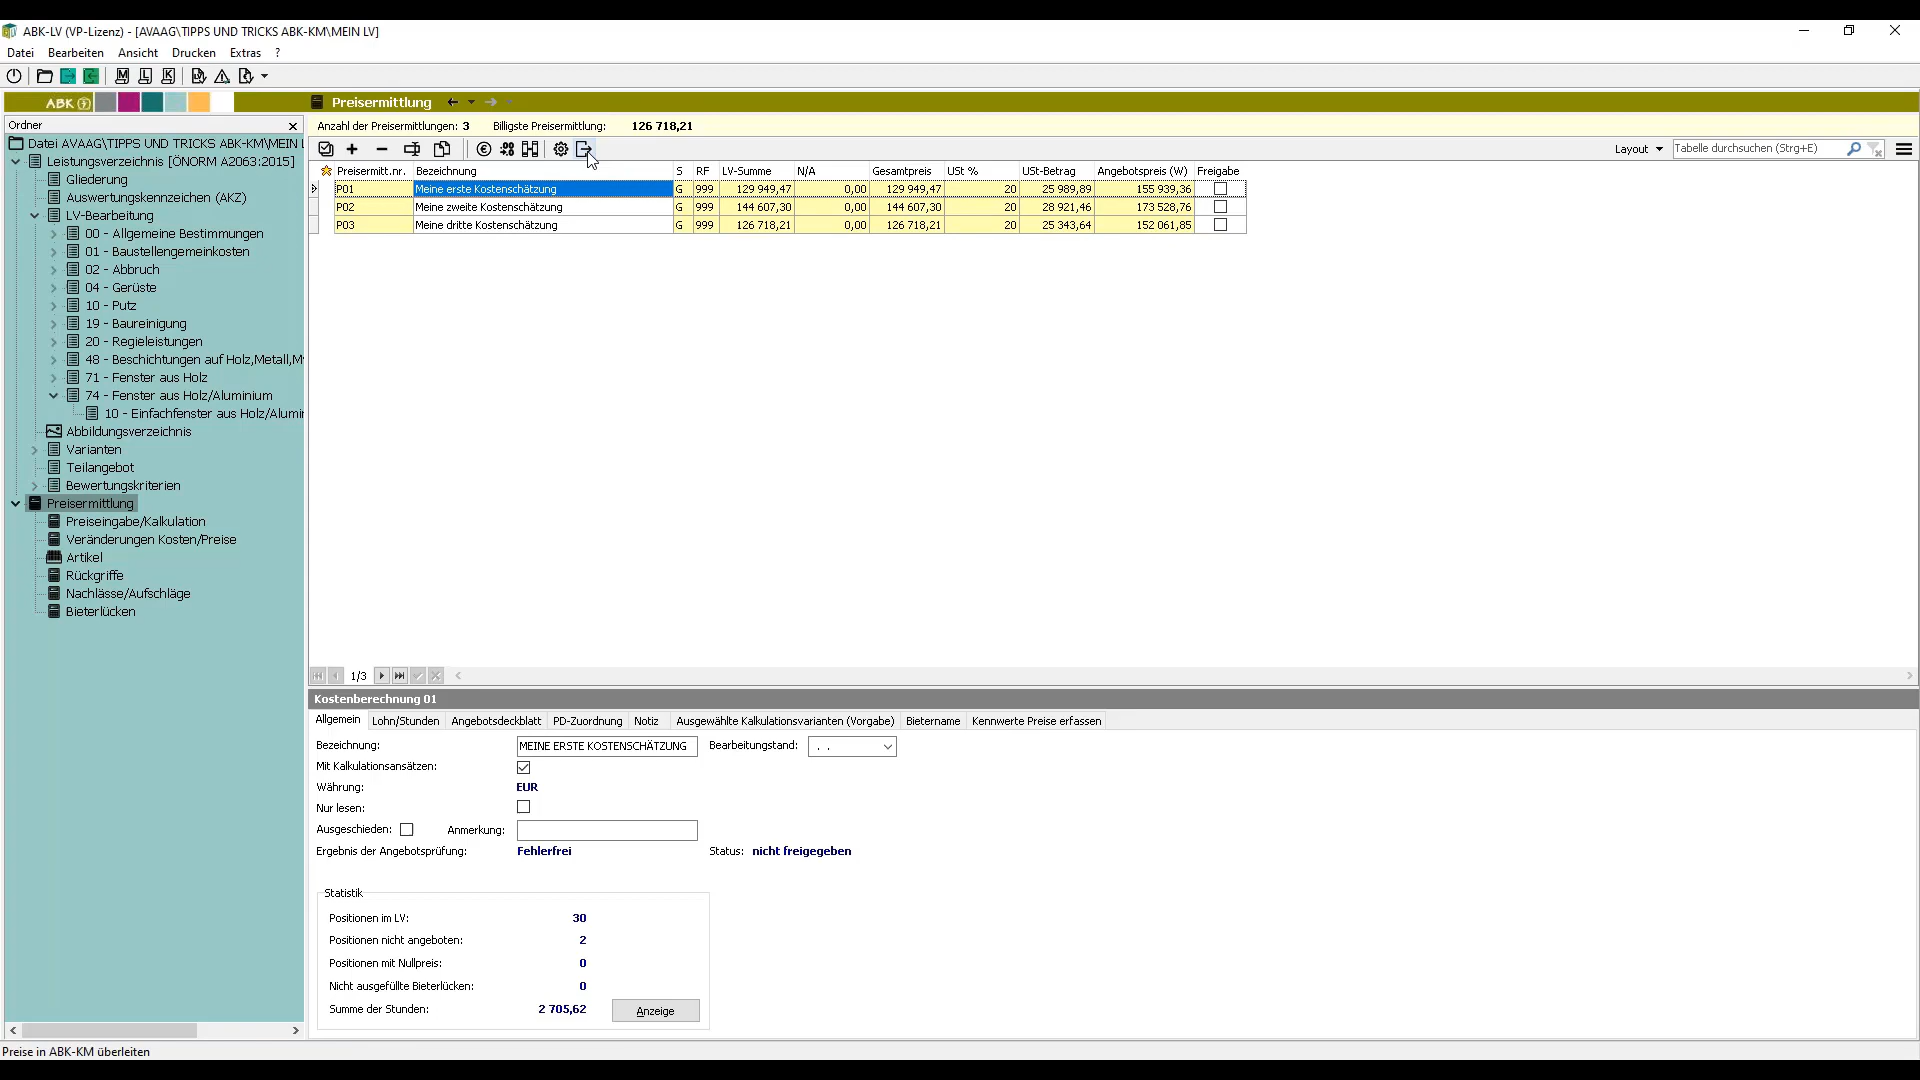 ABK-LV (VP-Lizenz) - [AVAAG\TIPPS UND TRICKS ABK-KM\MEIN LV]
Datei Bearbeiten Ansicht Drucken Extras ?
ABK Preisermittlung
Ordner
Datei AVAAG\TIPPS UND TRICKS ABK-KM\MEIN L
Leistungsverzeichnis [ÖNORM A2063:2015]
Gliederung
Auswertungskennzeichen (AKZ)
LV-Bearbeitung
00 - Allgemeine Bestimmungen
01 - Baustellengemeinkosten
02 - Abbruch
04 - Gerüste
10 - Putz
19 - Baureinigung
20 - Regieleistungen
48 - Beschichtungen auf Holz,Metall,M
71 - Fenster aus Holz
74 - Fenster aus Holz/Aluminium
10 - Einfachfenster aus Holz/Alumi
Abbildungsverzeichnis
Varianten
Teilangebot
Bewertungskriterien
Preisermittlung
Preiseingabe/Kalkulation
Veränderungen Kosten/Preise
Artikel
Rückgriffe
Nachlässe/Aufschläge
Bieterlücken
Anzahl der Preisermittlungen: 3 Billigste Preisermittlung: 126 718,21
Layout Tabelle durchsuchen (Strg+E)
Preisermitt.nr. Bezeichnung S RF LV-Summe N/A Gesamtpreis USt % USt-Betrag Angebotspreis (W) Freigabe
P01 Meine erste Kostenschätzung G 999 129 949,47 0,00 129 949,47 20 25 989,89 155 939,36
P02 Meine zweite Kostenschätzung G 999 144 607,30 0,00 144 607,30 20 28 921,46 173 528,76
P03 Meine dritte Kostenschätzung G 999 126 718,21 0,00 126 718,21 20 25 343,64 152 061,85
1/3
Kostenberechnung 01
Allgemein Lohn/Stunden Angebotsdeckblatt PD-Zuordnung Notiz Ausgewählte Kalkulationsvarianten (Vorgabe) Bietername Kennwerte Preise erfassen
Bezeichnung: MEINE ERSTE KOSTENSCHÄTZUNG Bearbeitungstand: . .
Mit Kalkulationsansätzen:
Währung: EUR
Nur lesen:
Ausgeschieden: Anmerkung:
Ergebnis der Angebotsprüfung: Fehlerfrei Status: nicht freigegeben
Statistik
Positionen im LV: 30
Positionen nicht angeboten: 2
Positionen mit Nullpreis: 0
Nicht ausgefüllte Bieterlücken: 0
Summe der Stunden: 2 705,62 Anzeige
Preise in ABK-KM überleiten